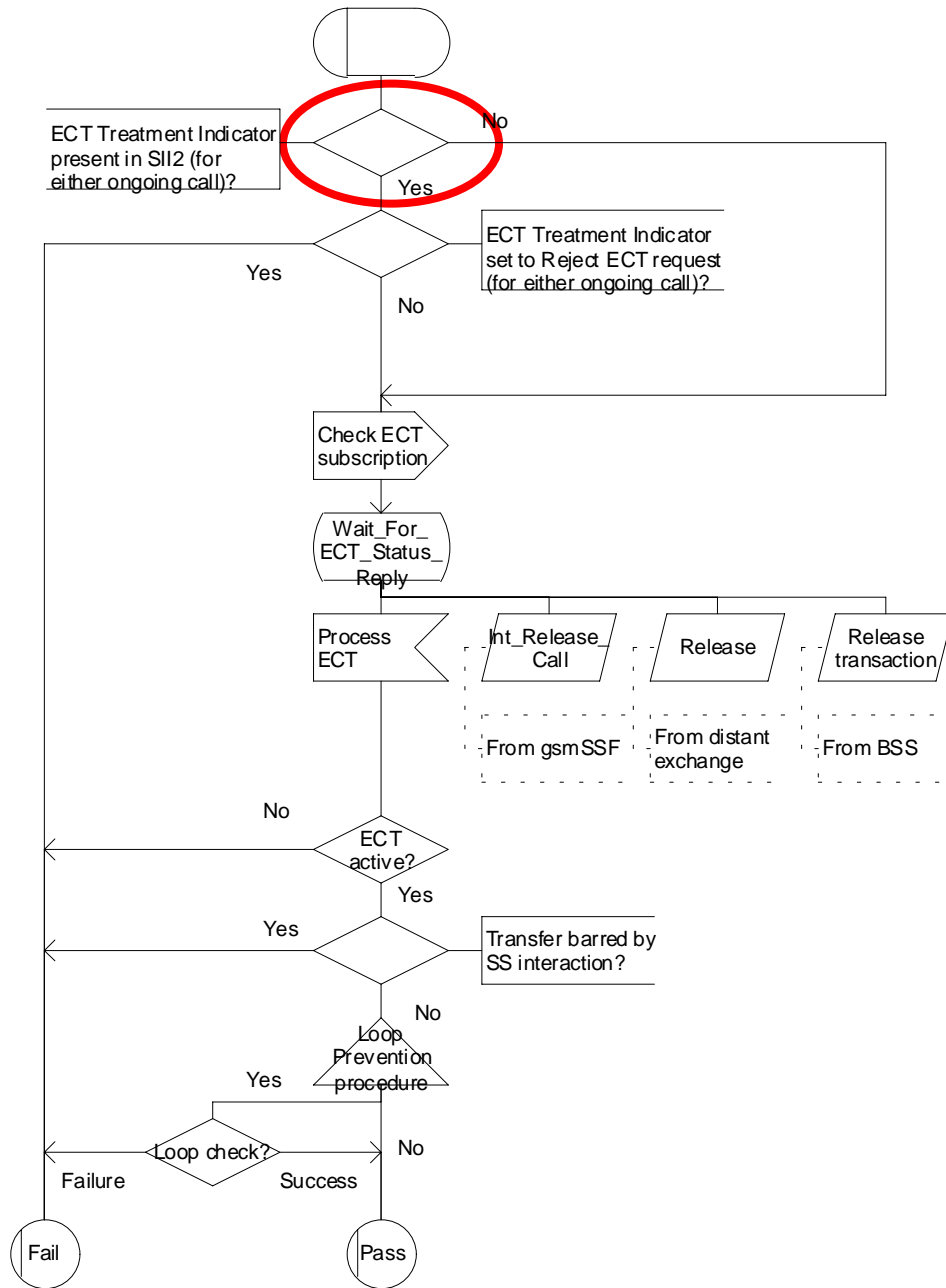 No
ECT Treatment Indicator
present in SII2 (for
either ongoing call)?
Yes
ECT Treatment Indicator
set to Reject ECT request
(for either ongoing call)?
Yes
No
Check ECT
subscription
Wait_For_
ECT_Status_
Reply
Process
ECT
Int_Release_
Call
Release
Release
transaction
From gsmSSF
From distant
exchange
From BSS
No
ECT
active?
Yes
Yes
Transfer barred by
SS interaction?
No
Loop
Prevention
procedure
Yes
Loop check?
No
Failure
Success
Fail
Pass